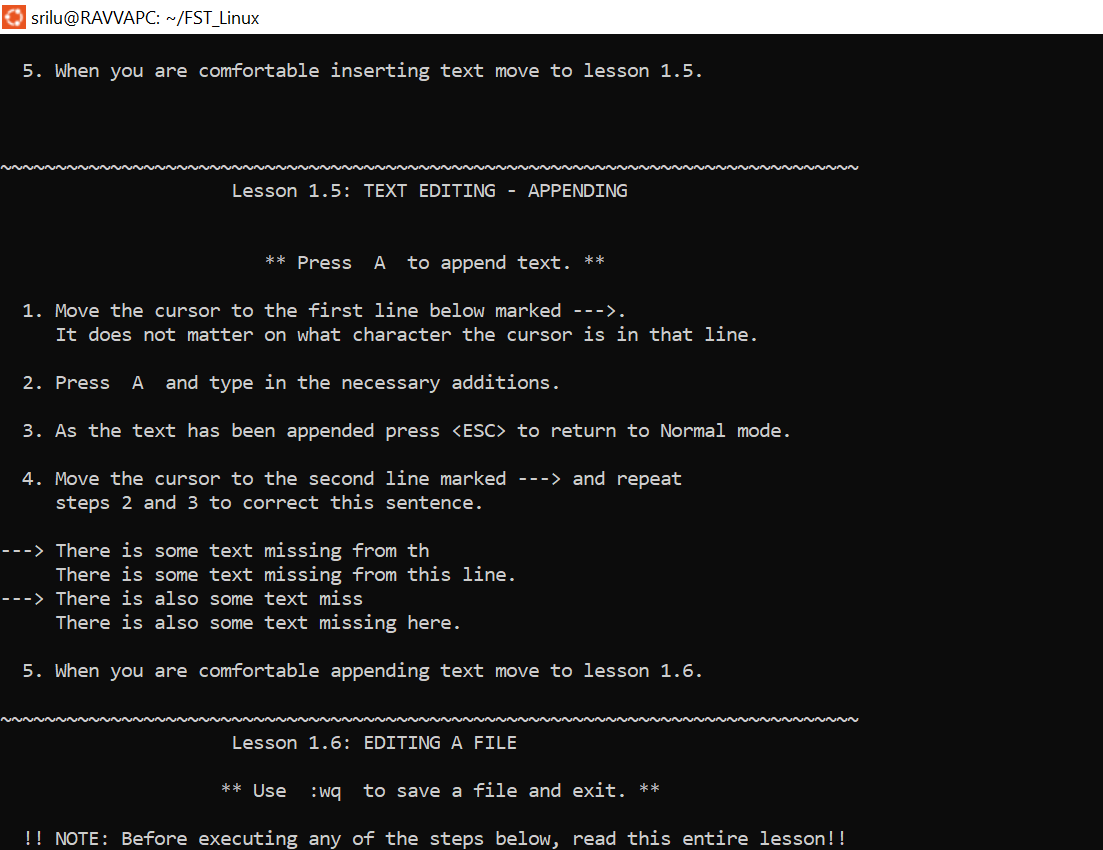 srilu@RAVVAPC: ~/FST_Linux
5. When you are comfortable inserting text move to lesson 1.5.
~~~~~~~~~~~~~~~~~~~~~~~~~~~~~~~~~~~~~~~~~~~~~~~~~~~~~~~~~~~~~~~~~~~~~~~~~~~~~~
Lesson 1.5: TEXT EDITING - APPENDING
** Press  A  to append text. **
1. Move the cursor to the first line below marked --->.
It does not matter on what character the cursor is in that line.
2. Press  A  and type in the necessary additions.
3. As the text has been appended press <ESC> to return to Normal mode.
4. Move the cursor to the second line marked ---> and repeat
steps 2 and 3 to correct this sentence.
---> There is some text missing from th
There is some text missing from this line.
---> There is also some text miss
There is also some text missing here.
5. When you are comfortable appending text move to lesson 1.6.
~~~~~~~~~~~~~~~~~~~~~~~~~~~~~~~~~~~~~~~~~~~~~~~~~~~~~~~~~~~~~~~~~~~~~~~~~~~~~~
Lesson 1.6: EDITING A FILE
** Use  :wq  to save a file and exit. **
!! NOTE: Before executing any of the steps below, read this entire lesson!!